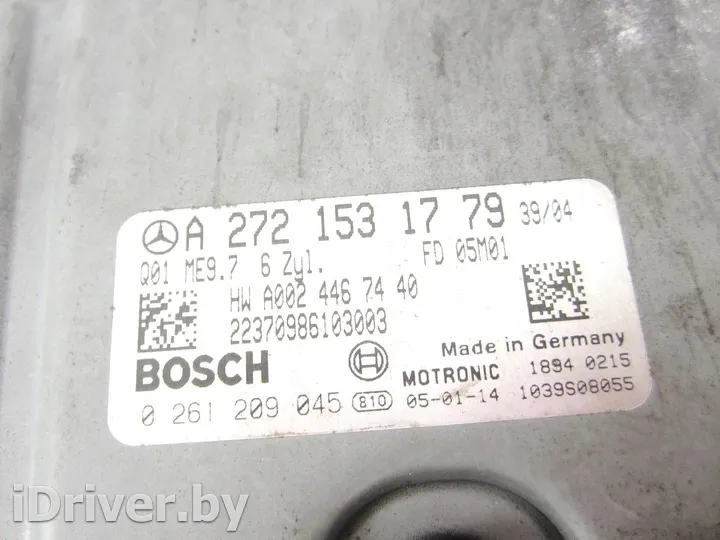 A 272 153 17 79 39/04
Q01 ME9.7 6 Zyl. FD 05M01
HW A002 446 74 40
22370986103003
BOSCH
Made in Germany
MOTRONIC 1894 0215
0 261 209 045 810 05-01-14 1039S08055
iDriver.by